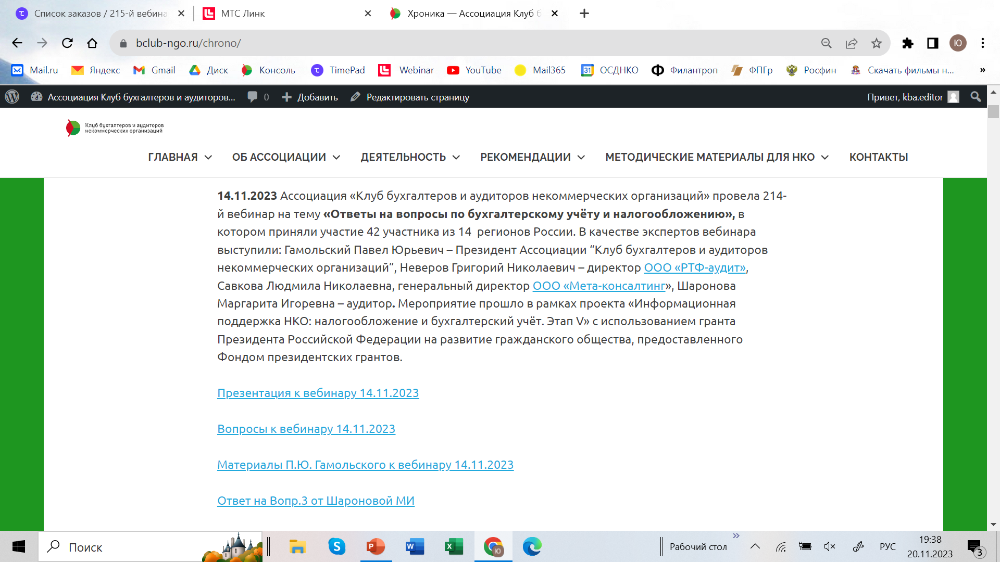 Список заказов / 215-й вебина
МТС Линк
Хроника — Ассоциация Клуб б
bclub-ngo.ru/chrono/
Ю
Mail.ru
Яндекс
Gmail
Диск
Консоль
TimePad
Webinar
YouTube
Mail365
31
ОСДНКО
Филантроп
ФПГр
Росфин
Скачать фильмы н...
»
Ассоциация Клуб бухгалтеров и аудиторов...
0
Добавить
Редактировать страницу
Привет, kba.editor
Клуб бухгалтеров и аудиторов
некоммерческих организаций
ГЛАВНАЯ
ОБ АССОЦИАЦИИ
ДЕЯТЕЛЬНОСТЬ
РЕКОМЕНДАЦИИ
МЕТОДИЧЕСКИЕ МАТЕРИАЛЫ ДЛЯ НКО
КОНТАКТЫ
14.11.2023 Ассоциация «Клуб бухгалтеров и аудиторов некоммерческих организаций» провела 214-
й вебинар на тему «Ответы на вопросы по бухгалтерскому учёту и налогообложению», в
котором приняли участие 42 участника из 14  регионов России. В качестве экспертов вебинара
выступили: Гамольский Павел Юрьевич – Президент Ассоциации “Клуб бухгалтеров и аудиторов
некоммерческих организаций”, Неверов Григорий Николаевич – директор ООО «РТФ-аудит»,
Савкова Людмила Николаевна, генеральный директор ООО «Мета-консалтинг», Шаронова
Маргарита Игоревна – аудитор. Мероприятие прошло в рамках проекта «Информационная
поддержка НКО: налогообложение и бухгалтерский учёт. Этап V» с использованием гранта
Президента Российской Федерации на развитие гражданского общества, предоставленного
Фондом президентских грантов.
Презентация к вебинару 14.11.2023
Вопросы к вебинару 14.11.2023
Материалы П.Ю. Гамольского к вебинару 14.11.2023
Ответ на Вопр.3 от Шароновой МИ
Поиск
Рабочий стол
»
РУС
19:38
20.11.2023
3